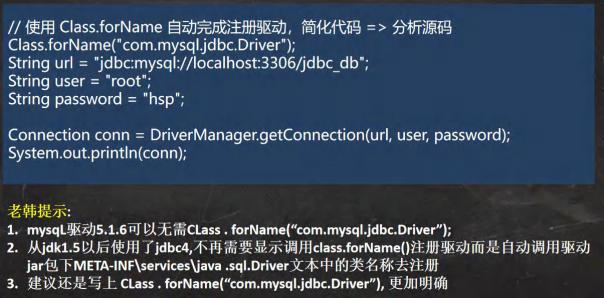 // 使用 Class.forName 自动完成注册驱动，简化代码 => 分析源码
Class.forName("com.mysql.jdbc.Driver");
String url = "jdbc:mysql://localhost:3306/jdbc_db";
String user = "root";
String password = "hsp";
Connection conn = DriverManager.getConnection(url, user, password);
System.out.println(conn);
老韩提示:
1. mysqL驱动5.1.6可以无需CLass . forName(“com.mysql.jdbc.Driver”);
2. 从jdk1.5以后使用了jdbc4,不再需要显示调用class.forName()注册驱动而是自动调用驱动
jar包下META-INF\services\java .sql.Driver文本中的类名称去注册
3. 建议还是写上 CLass . forName(“com.mysql.jdbc.Driver”), 更加明确